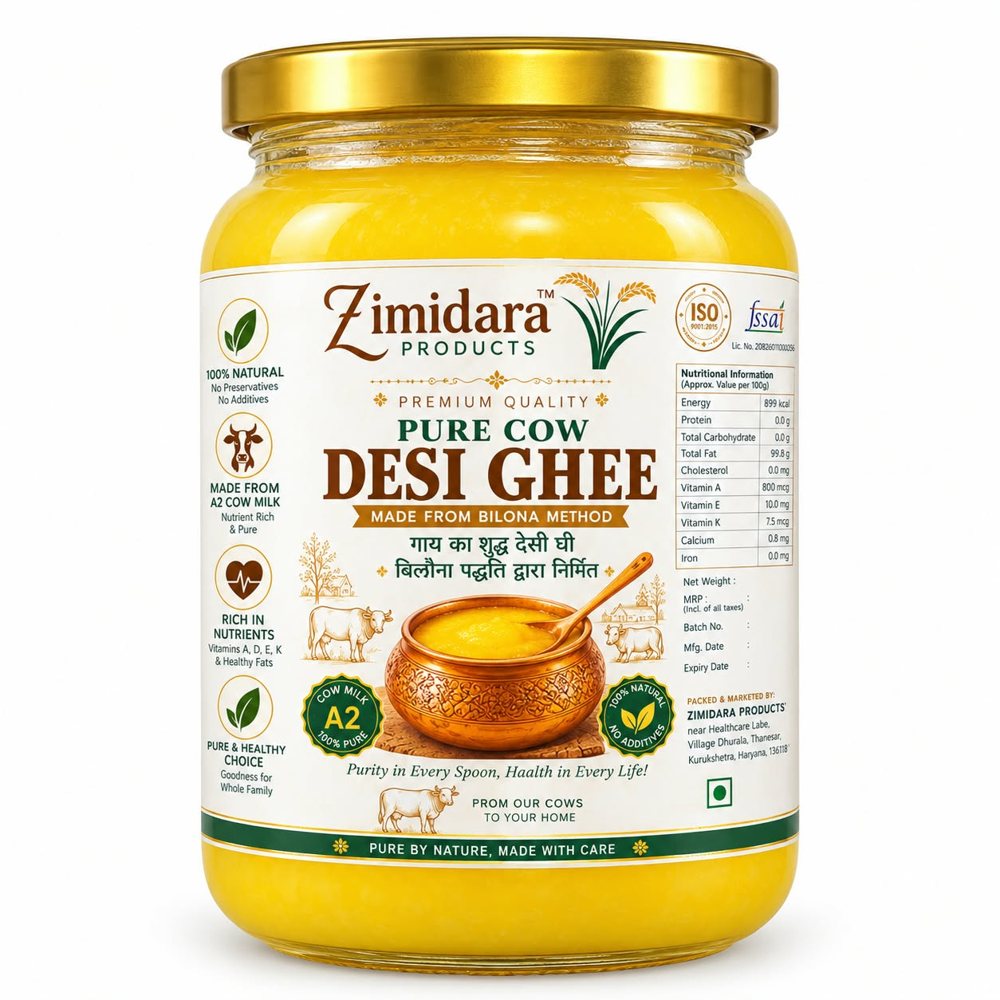 Zimidara™
PRODUCTS
PREMIUM QUALITY
PURE COW
DESI GHEE
MADE FROM BILONA METHOD
गाय का शुद्ध देसी घी
बिलौना पद्धति द्वारा निर्मित
100% NATURAL
No Preservatives
No Additives
MADE FROM
A2 COW MILK
Nutrient Rich
& Pure
RICH IN
NUTRIENTS
Vitamins A, D, E, K
& Healthy Fats
PURE & HEALTHY
CHOICE
Goodness for
Whole Family
COW MILK
A2
100% PURE
100% NATURAL
NO ADDITIVES
Purity in Every Spoon, Haalth in Every Life!
PROM OUR COWS
TO YOUR HOME
PURE BY NATURE, MADE WITH CARE
ISO
9001:2015
fssai
Lic. No.
Nutritional Information
(Approx. Value per 100g)
Energy 899 kcal
Protein 0.0 g
Total Carbohydrate 0.0 g
Total Fat 99.8 g
Cholesterol 0.0 mg
Vitamin A 800 mcg
Vitamin E 10.0 mg
Vitamin K 7.5 mcg
Calcium 0.8 mg
Iron 0.0 mg
Net Weight :
MRP : :
(Incl. of all taxes)
Batch No. :
Mfg. Date :
Expiry Date :
PACKED & MARKETED BY:
ZIMIDARA PRODUCTS'
near Healthcare Labe,
Village Dhurala, Thanesar,
Kurukshetra, Haryana, 136118